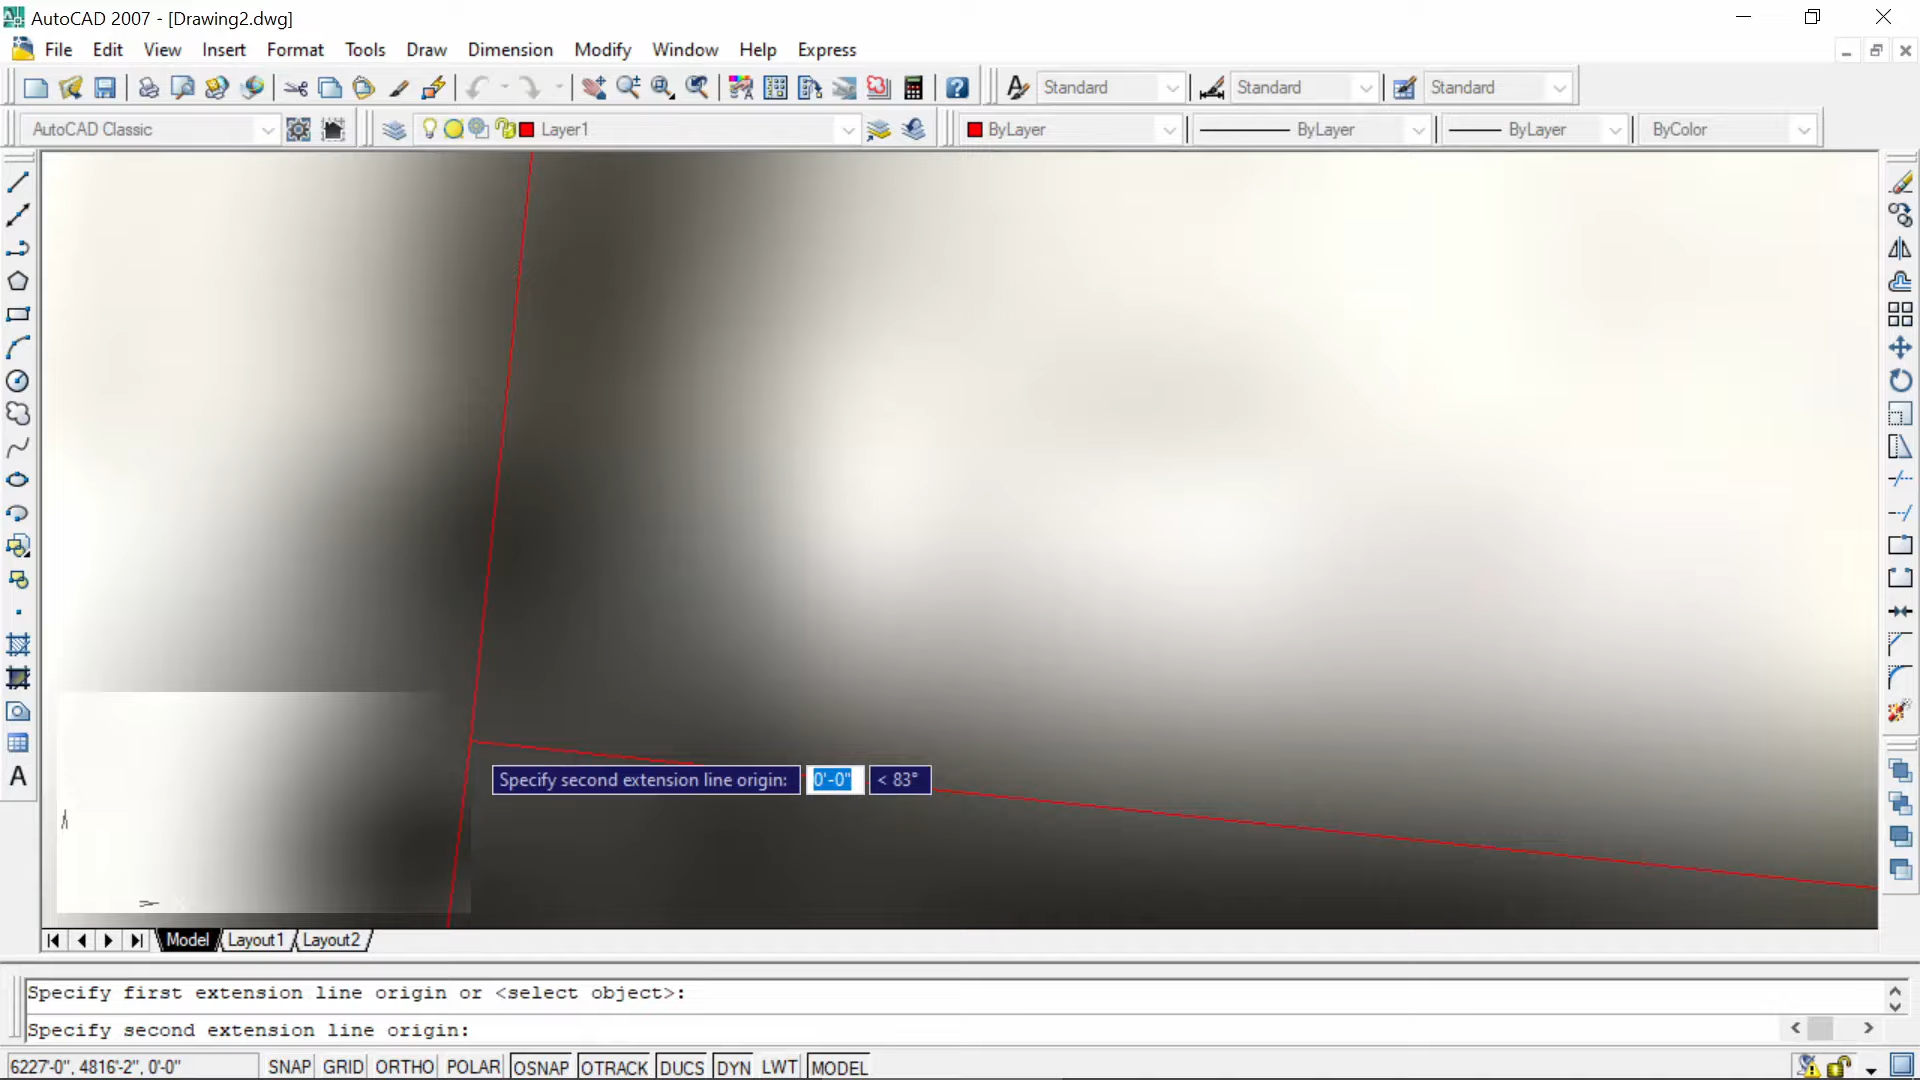 AutoCAD 2007 - [Drawing2.dwg]
File Edit View Insert Format Tools Draw Dimension Modify Window Help Express
Standard Standard Standard
AutoCAD Classic Layer1 ByLayer ByLayer ByLayer ByColor
Specify second extension line origin: 0'-0" < 83°
Model Layout1 Layout2
Specify first extension line origin or <select object>:
Specify second extension line origin:
6227'-0", 4816'-2", 0'-0" SNAP GRID ORTHO POLAR OSNAP OTRACK DUCS DYN LWT MODEL